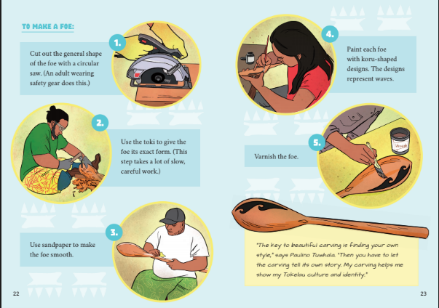 TO MAKE A FOE:
1.
Cut out the general shape
of the foe with a circular
saw. (An adult wearing
safety gear does this.)
2.
Use the toki to give the
foe its exact form. (This
step takes a lot of slow,
careful work.)
3.
Use sandpaper to make
the foe smooth.
22
4.
Paint each foe
with koru-shaped
designs. The designs
represent waves.
5.
Varnish the foe.
"The key to beautiful carving is finding your own
style," says Paulino Tuwhala. "Then you have to let
the carving tell its own story. My carving helps me
show my Tokelau culture and identity."
23